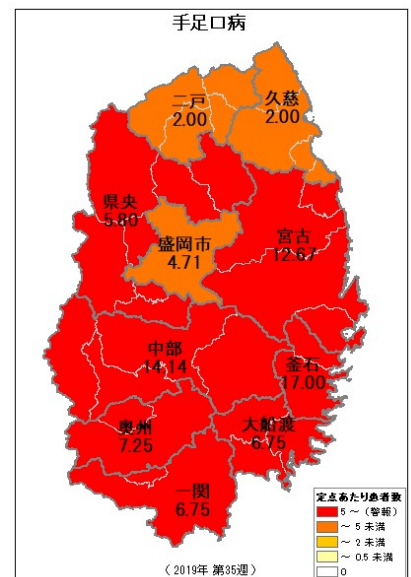 手足口病
二戸
2.00
久慈
2.00
県央
5.80
盛岡市
4.71
宮古
12.67
中部
14.14
釜石
17.00
奥州
7.25
大船渡
6.75
一関
6.75
定点あたり患者数
5 ~ (警報)
~ 5 未満
~ 2 未満
~ 0.5 未満
0
(2019年 第35週)